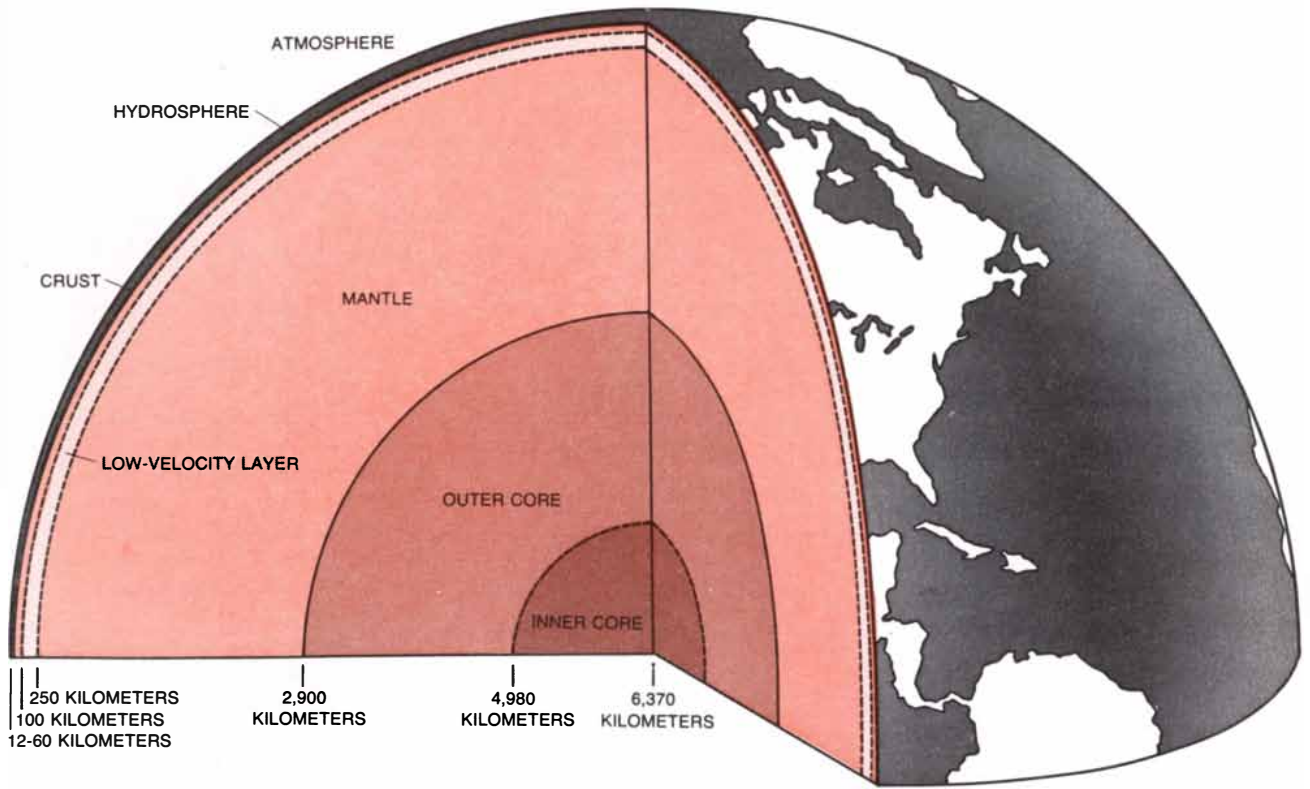 ATMOSPHERE
HYDROSPHERE
CRUST
MANTLE
LOW-VELOCITY LAYER
OUTER CORE
INNER CORE
250 KILOMETERS
100 KILOMETERS
12-60 KILOMETERS
2,900
KILOMETERS
4,980
KILOMETERS
6,370
KILOMETERS